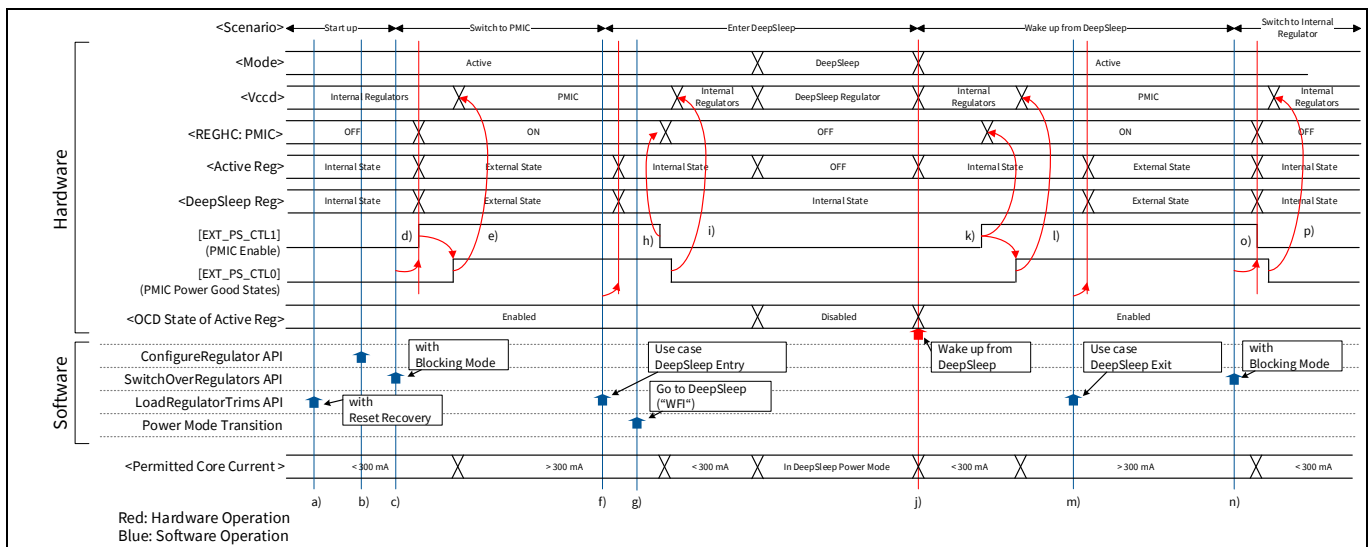 <Scenario> Start up Switch to PMIC Enter DeepSleep Wake up from DeepSleep Switch to Internal
Regulator
<Mode> Active DeepSleep Active
<Vccd> Internal Regulators PMIC Internal
Regulators DeepSleep Regulator Internal
Regulators PMIC Internal
Regulators
<REGHC: PMIC> OFF ON OFF ON OFF
<Active Reg> Internal State External State Internal State OFF Internal State External State Internal State
<DeepSleep Reg> Internal State External State Internal State External State Internal State
Hardware
[EXT_PS_CTL1]
(PMIC Enable)
d) e) h) i) k) l) o) p)
[EXT_PS_CTL0]
(PMIC Power Good States)
<OCD State of Active Reg> Enabled Disabled Enabled
Software
ConfigureRegulator API
SwitchOverRegulators API
LoadRegulatorTrims API
Power Mode Transition
with
Reset Recovery
with
Blocking Mode
Use case
DeepSleep Entry
Go to DeepSleep
("WFI")
Wake up from
DeepSleep
Use case
DeepSleep Exit
with
Blocking Mode
<Permitted Core Current> < 300 mA > 300 mA < 300 mA In DeepSleep Power Mode < 300 mA > 300 mA < 300 mA
a) b) c) f) g) j) m) n)
Red: Hardware Operation
Blue: Software Operation